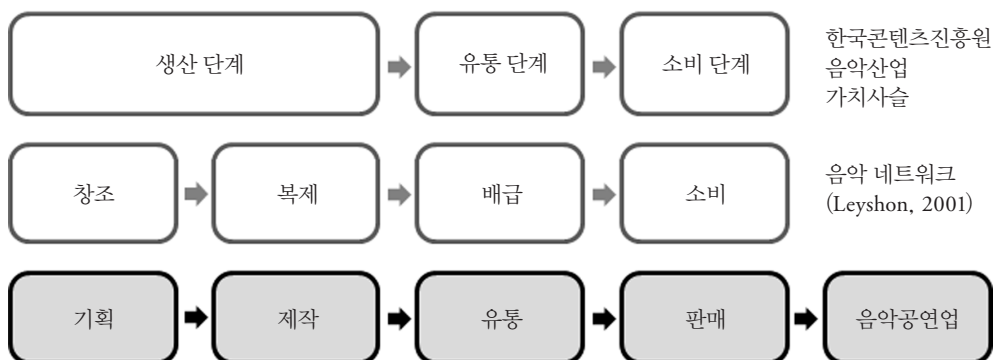 생산 단계
유통 단계
소비 단계
한국콘텐츠진흥원
음악산업
가치사슬
창조
복제
배급
소비
음악 네트워크
(Leyshon, 2001)
기획
제작
유통
판매
음악공연업